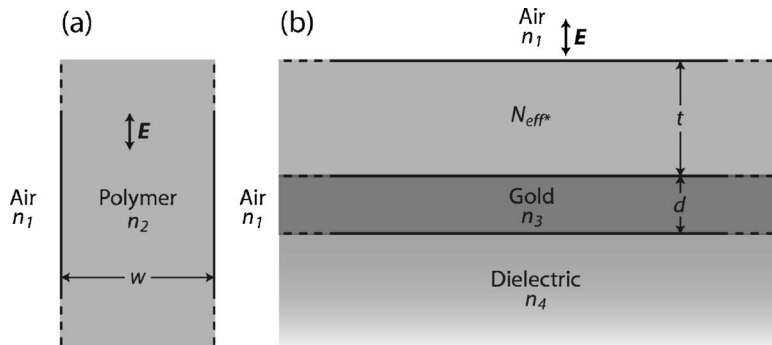 (a)
E
Air
n1
Polymer
n2
w
Air
n1
(b)
Air
n1
E
Neff*
t
Gold
n3
d
Dielectric
n4